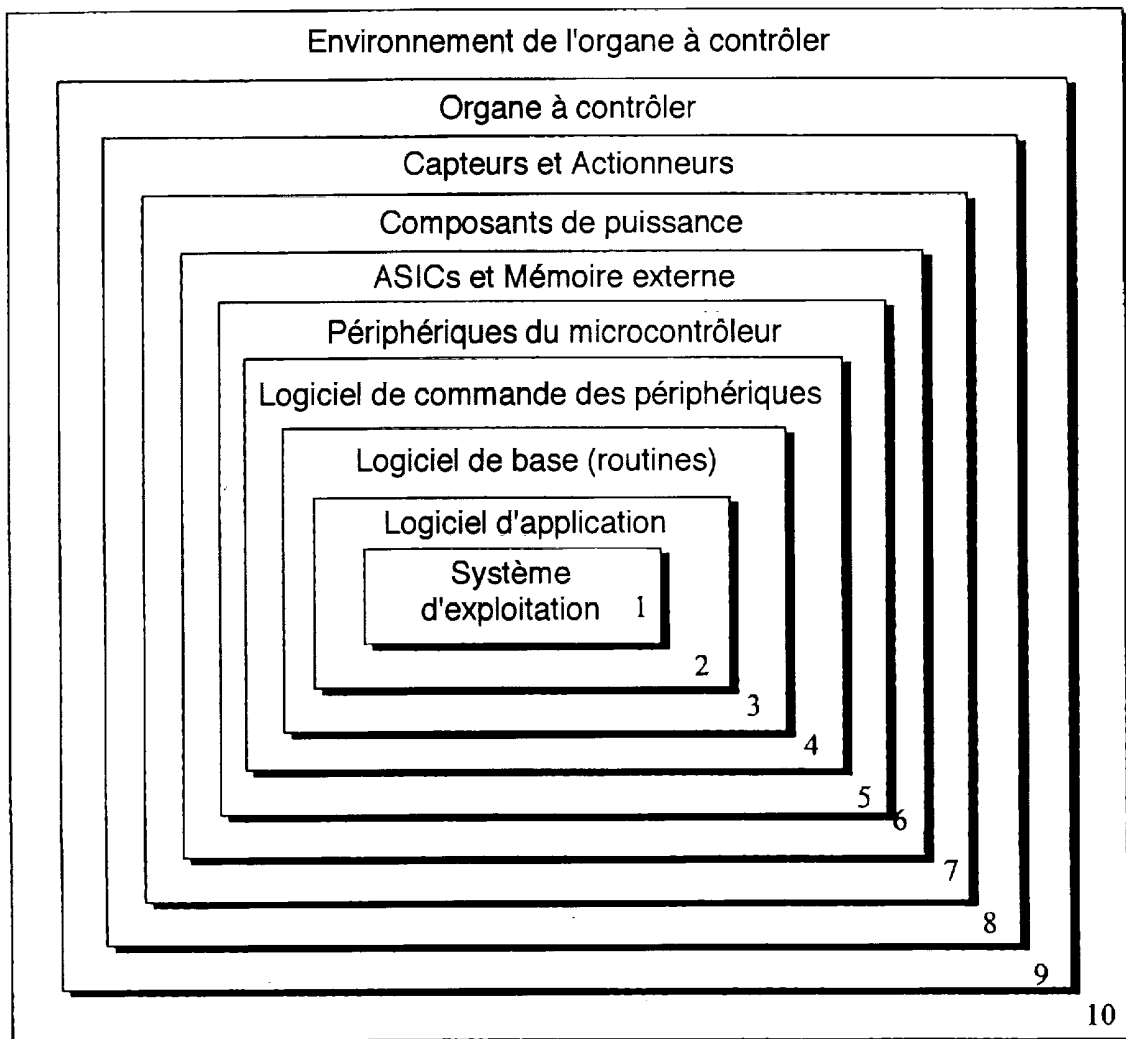 Environnement de l'organe à contrôler
Organe à contrôler
Capteurs et Actionneurs
Composants de puissance
ASICs et Mémoire externe
Périphériques du microcontrôleur
Logiciel de commande des périphériques
Logiciel de base (routines)
Logiciel d'application
Système
d'exploitation 1
2
3
4
5
6
7
8
9
10